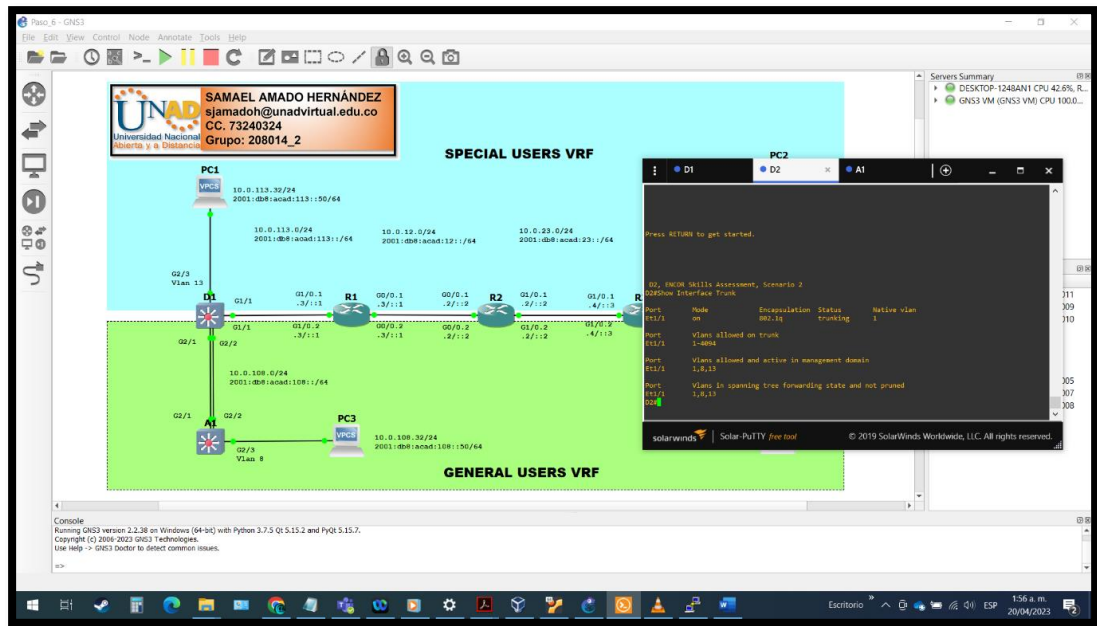 Paso_6 - GNS3
File Edit View Control Node Annotate Tools Help
UNAD
Universidad Nacional
Abierta y a Distancia
SAMAEL AMADO HERNÁNDEZ
sjamadoh@unadvirtual.edu.co
CC. 73240324
Grupo: 208014_2
SPECIAL USERS VRF
PC2
PC1
VPCS
10.0.113.32/24
2001:db8:acad:113::50/64
10.0.113.0/24
2001:db8:acad:113::/64
10.0.12.0/24
2001:db8:acad:12::/64
10.0.23.0/24
2001:db8:acad:23::/64
G2/3
Vlan 13
D1
G1/1
G1/0.1
.3/::1
R1
G0/0.1
.3/::1
G0/0.1
.2/::2
R2
G1/0.1
.2/::2
G1/0.1
.4/::3
G1/1
G1/0.2
.3/::1
G0/0.2
.3/::1
G0/0.2
.2/::2
G1/0.2
.2/::2
G1/0.2
.4/::3
G2/1
G2/2
10.0.108.0/24
2001:db8:acad:108::/64
G2/1
G2/2
A1
G2/3
Vlan 8
PC3
VPCS
10.0.108.32/24
2001:db8:acad:108::50/64
GENERAL USERS VRF
D1
D2
A1
Press RETURN to get started.
D2, ENCOR Skills Assessment, Scenario 2
D2#Show Interface Trunk
Port Mode Encapsulation Status Native vlan
Et1/1 on 802.1q trunking 1
Port Vlans allowed on trunk
Et1/1 1-4094
Port Vlans allowed and active in management domain
Et1/1 1,8,13
Port Vlans in spanning tree forwarding state and not pruned
Et1/1 1,8,13
D2#
solarwinds Solar-PuTTY free tool © 2019 SolarWinds Worldwide, LLC. All rights reserved.
Servers Summary
DESKTOP-1248AN1 CPU 42.6%, R...
GNS3 VM (GNS3 VM) CPU 100.0...
011
009
010
005
007
008
Console
Running GNS3 version 2.2.38 on Windows (64-bit) with Python 3.7.5 Qt 5.15.2 and PyQt 5.15.7.
Copyright (c) 2006-2023 GNS3 Technologies.
Use Help -> GNS3 Doctor to detect common issues.
=>
Escritorio
ESP
1:56 a. m.
20/04/2023
2